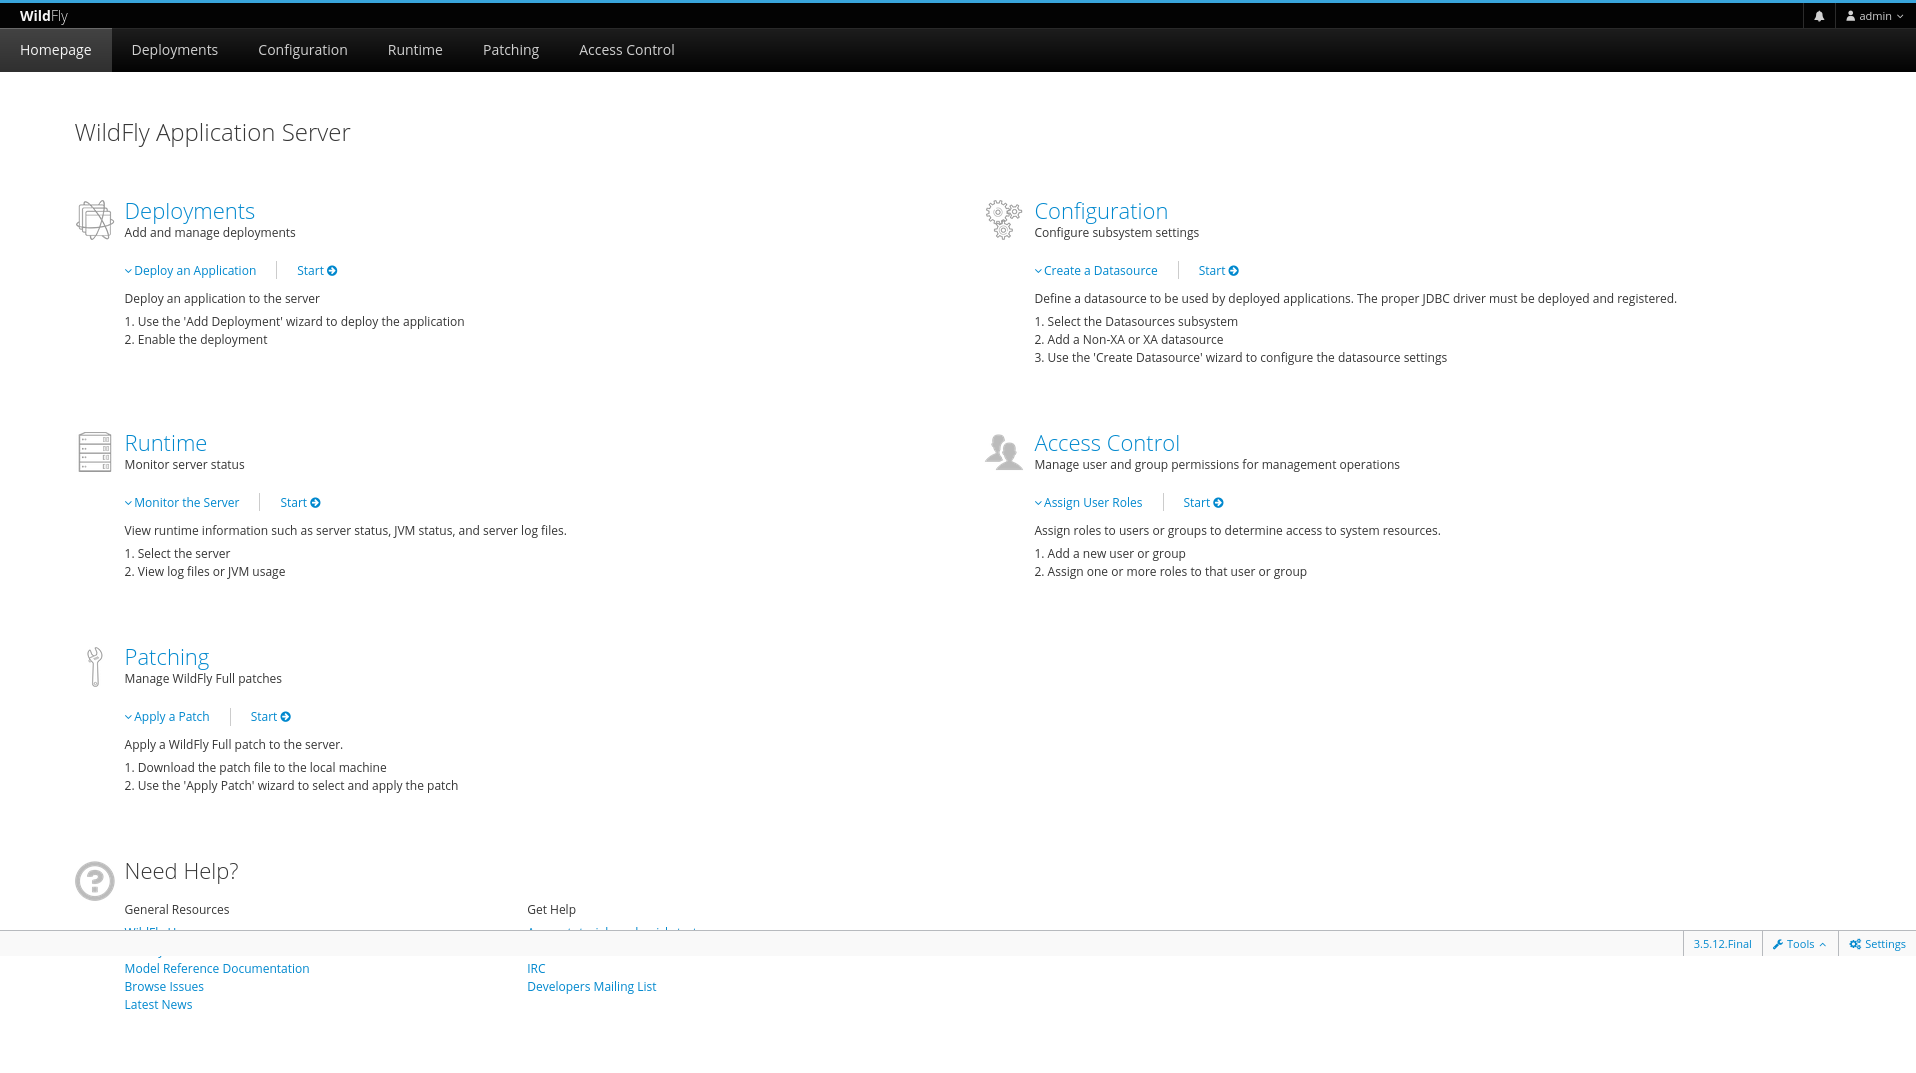 WildFly
admin
Homepage Deployments Configuration Runtime Patching Access Control
WildFly Application Server
Deployments
Add and manage deployments
Deploy an Application Start
Deploy an application to the server
1. Use the 'Add Deployment' wizard to deploy the application
2. Enable the deployment
Configuration
Configure subsystem settings
Create a Datasource Start
Define a datasource to be used by deployed applications. The proper JDBC driver must be deployed and registered.
1. Select the Datasources subsystem
2. Add a Non-XA or XA datasource
3. Use the 'Create Datasource' wizard to configure the datasource settings
Runtime
Monitor server status
Monitor the Server Start
View runtime information such as server status, JVM status, and server log files.
1. Select the server
2. View log files or JVM usage
Access Control
Manage user and group permissions for management operations
Assign User Roles Start
Assign roles to users or groups to determine access to system resources.
1. Add a new user or group
2. Assign one or more roles to that user or group
Patching
Manage WildFly Full patches
Apply a Patch Start
Apply a WildFly Full patch to the server.
1. Download the patch file to the local machine
2. Use the 'Apply Patch' wizard to select and apply the patch
Need Help?
General Resources
Get Help
3.5.12.Final Tools Settings
Model Reference Documentation
Browse Issues
Latest News
IRC
Developers Mailing List